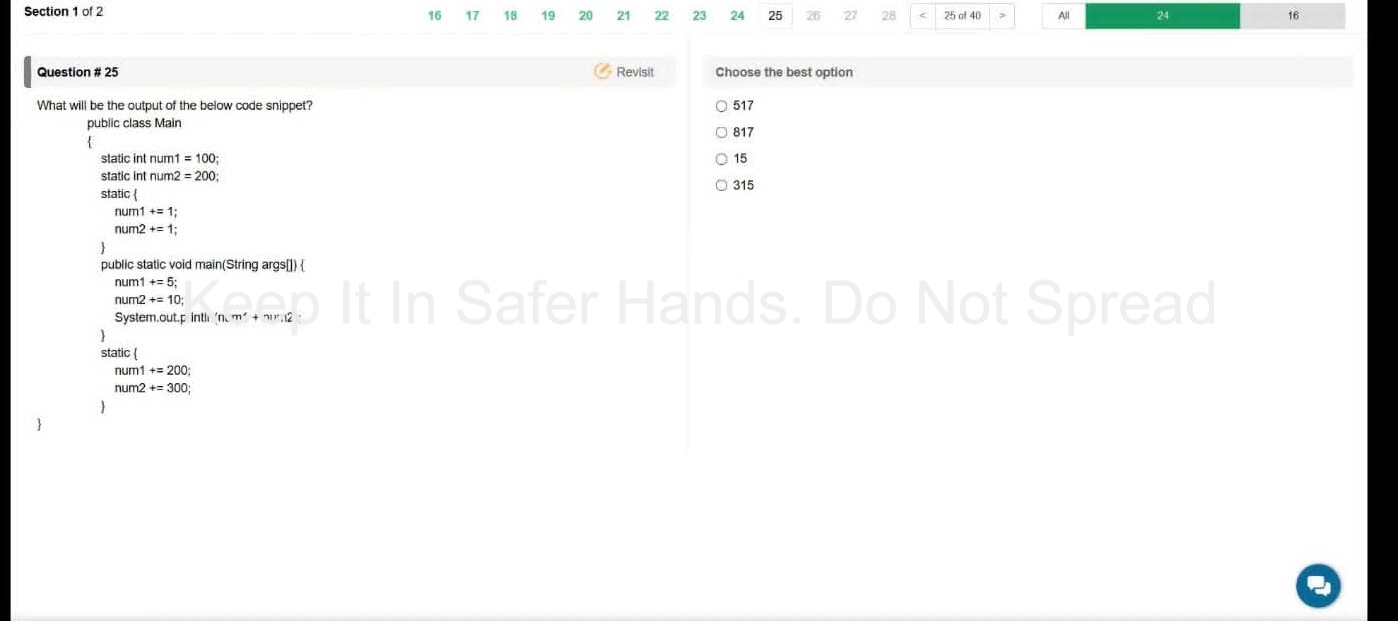 Section 1 of 2
16 17 18 19 20 21 22 23 24 25 26 27 28 < 25 of 40 > All 24 16
Question # 25
Revisit
What will be the output of the below code snippet?
public class Main
{
static int num1 = 100;
static int num2 = 200;
static {
num1 += 1;
num2 += 1;
}
public static void main(String args[]) {
num1 += 5;
num2 += 10;
System.out.p
}
static {
num1 += 200;
num2 += 300;
}
}
Choose the best option
517
817
15
315
Keep It In Safer Hands. Do Not Spread